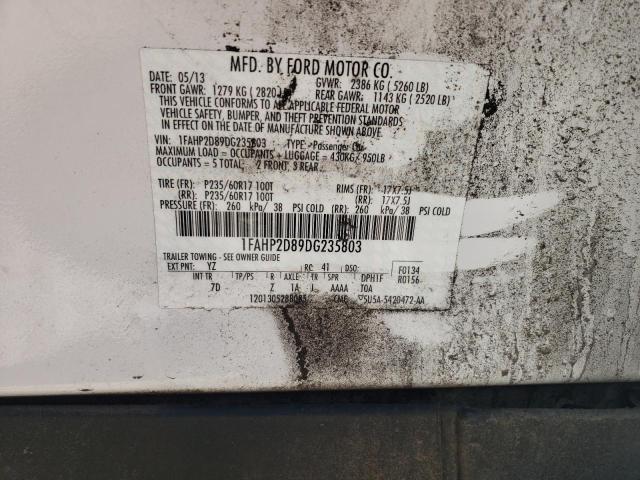 MFD. BY FORD MOTOR CO.
DATE: 05/13 GVWR: 2386 KG ( 5260 LB)
FRONT GAWR: 1279 KG ( 2820 REAR GAWR: 1143 KG ( 2520 LB)
THIS VEHICLE CONFORMS TO ALL APPLICABLE FEDERAL MOTOR
VEHICLE SAFETY, BUMPER, AND THEFT PREVENTION STANDARDS
IN EFFECT ON THE DATE OF MANUFACTURE SHOWN ABOVE.
VIN: 1FAHP2D89DG235803 TYPE: Passenger Car
MAXIMUM LOAD = OCCUPANTS + LUGGAGE = 430KG/ 950LB
OCCUPANTS = 5 TOTAL: 2 FRONT, 3 REAR
TIRE (FR): P235/60R17 100T RIMS (FR): 17X7.5J
(RR): P235/60R17 100T (RR): 17X7.5J
PRESSURE (FR): 260 kPa/ 38 PSI COLD (RR): 260 kPa/ 38 PSI COLD
1FAHP2D89DG235803
TRAILER TOWING - SEE OWNER GUIDE
EXT PNT: YZ RC: 41 DSO: F0134
INT TR TP/PS R AXLE TR SPR DPHTF R0156
7D Z 1A J AAAA TOA
5U5A-5420472-AA